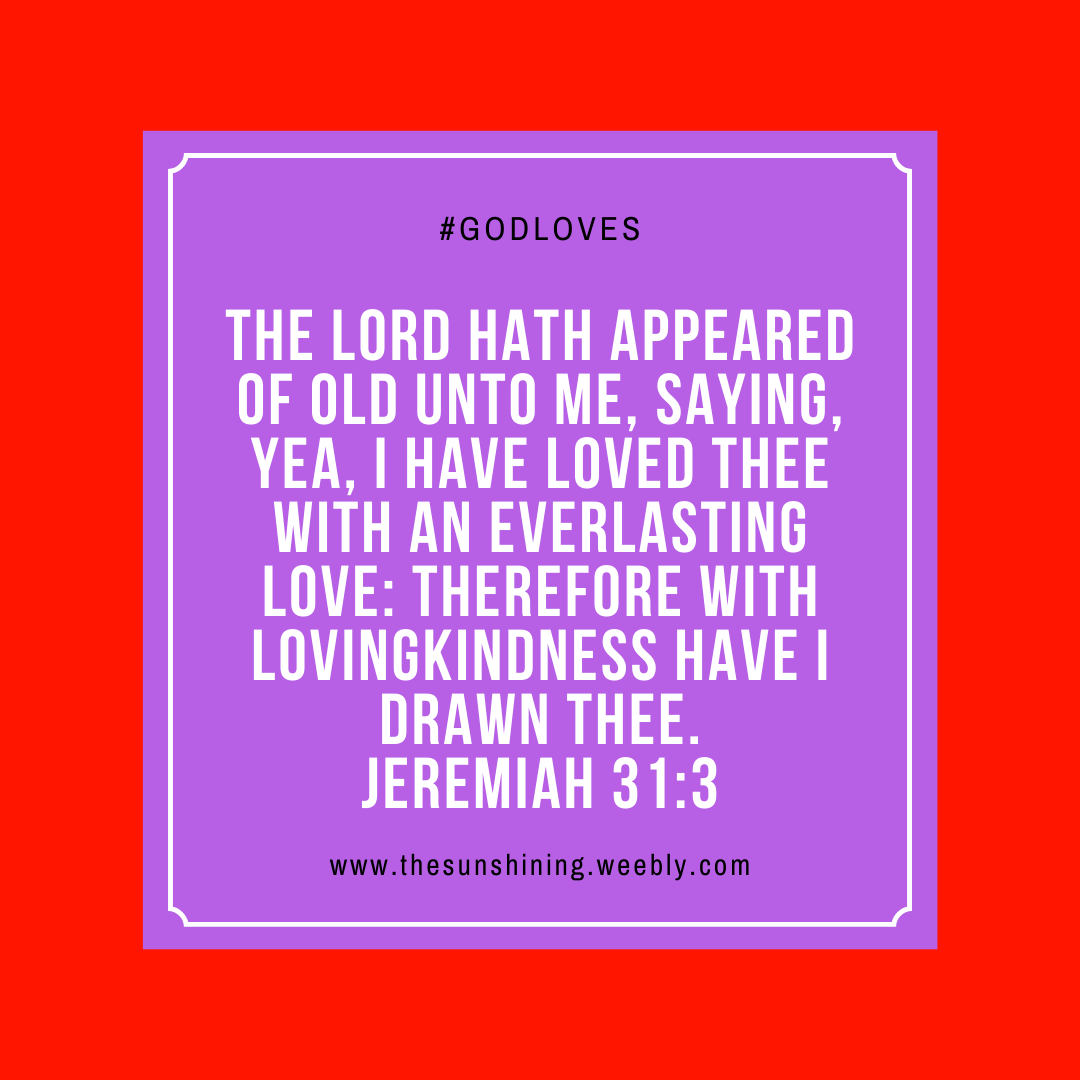 #GODLOVES
THE LORD HATH APPEARED
OF OLD UNTO ME, SAYING,
YEA, I HAVE LOVED THEE
WITH AN EVERLASTING
LOVE: THEREFORE WITH
LOVINGKINDNESS HAVE I
DRAWN THEE.
JEREMIAH 31:3
www.thesunshining.weebly.com